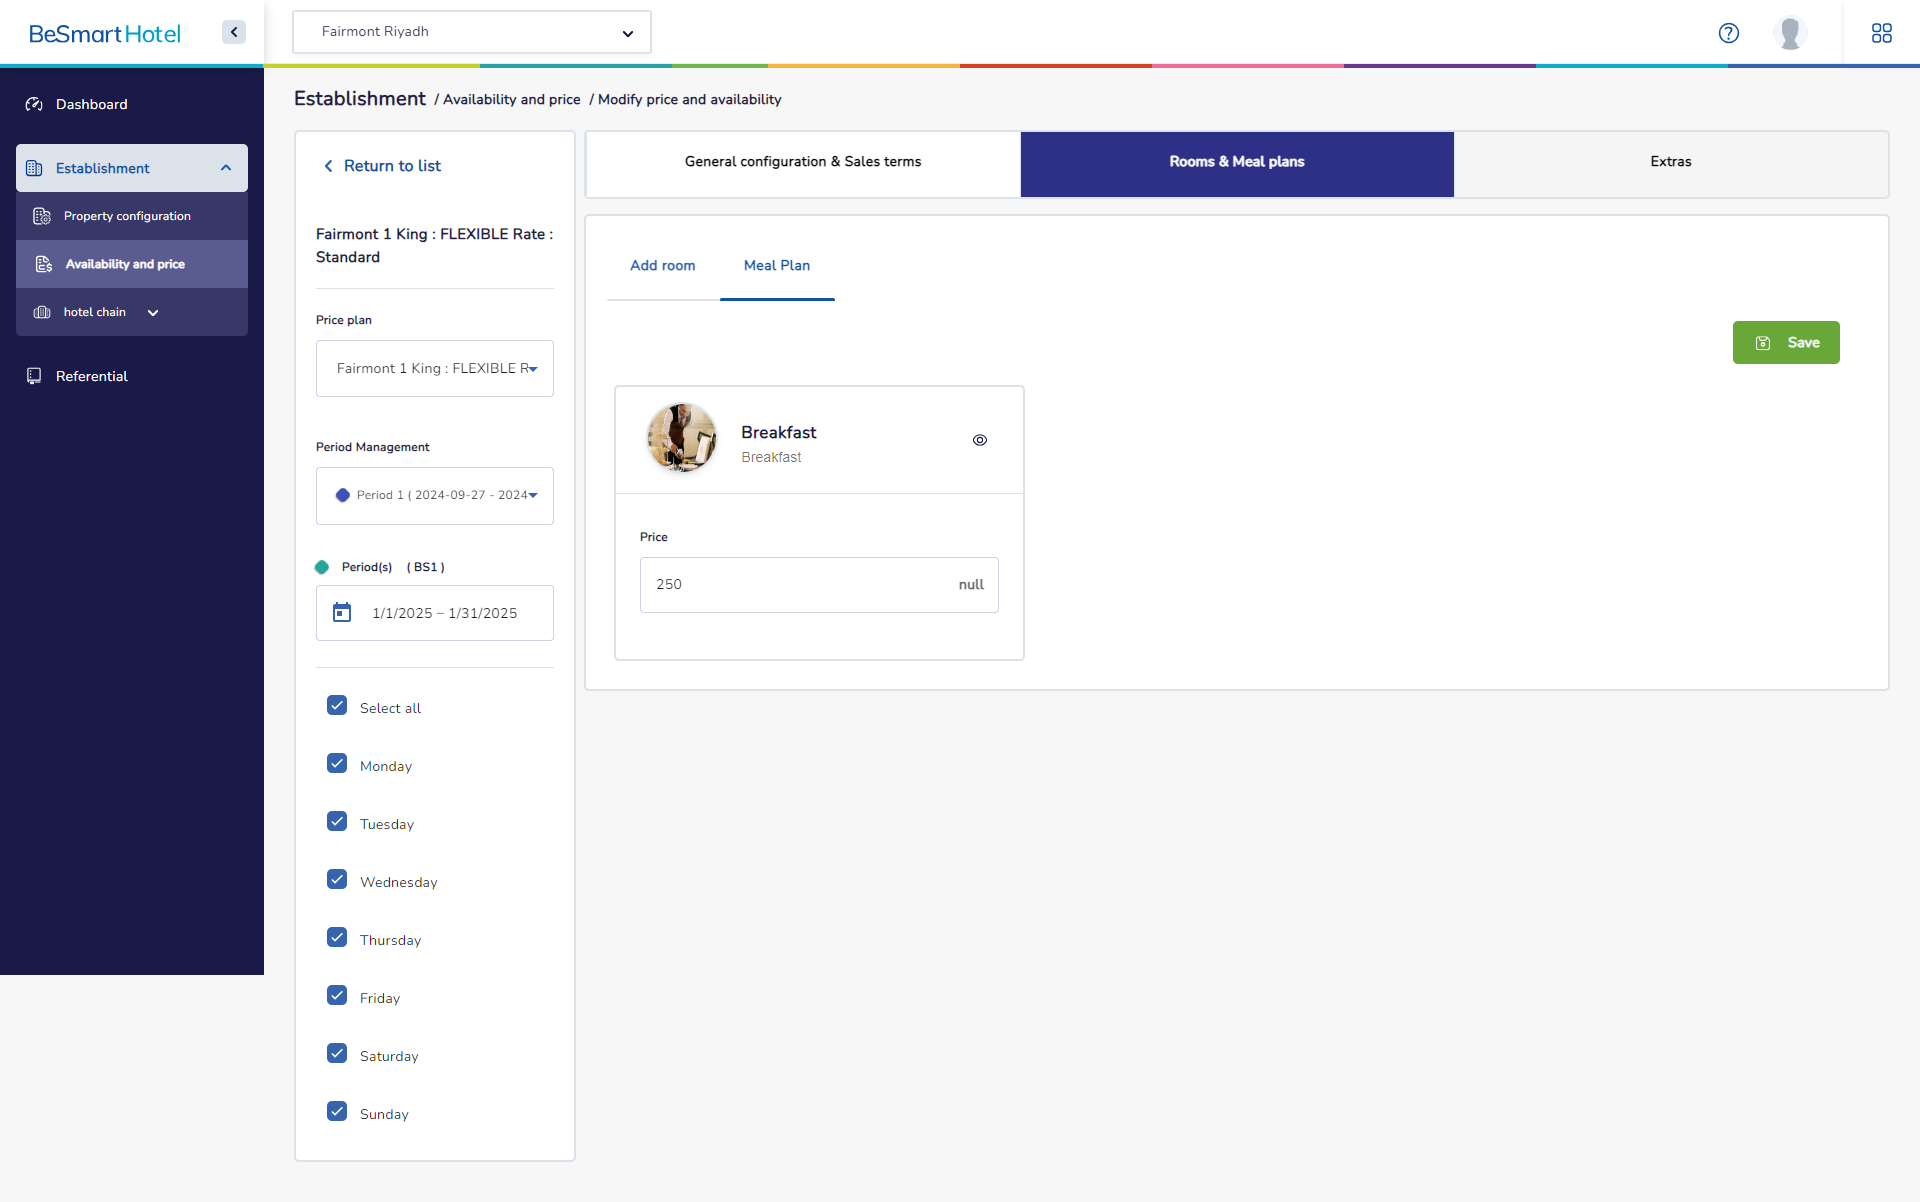 BeSmart Hotel
Fairmont Riyadh
Dashboard
Establishment
Property configuration
Availability and price
hotel chain
Referential
Establishment / Availability and price / Modify price and availability
Return to list
Fairmont 1 King : FLEXIBLE Rate :
Standard
Price plan
Fairmont 1 King : FLEXIBLE R
Period Management
Period 1 ( 2024-09-27 - 2024
Period(s) ( BS1 )
1/1/2025 – 1/31/2025
Select all
Monday
Tuesday
Wednesday
Thursday
Friday
Saturday
Sunday
General configuration & Sales terms
Rooms & Meal plans
Extras
Add room
Meal Plan
Save
Breakfast
Breakfast
Price
250
null